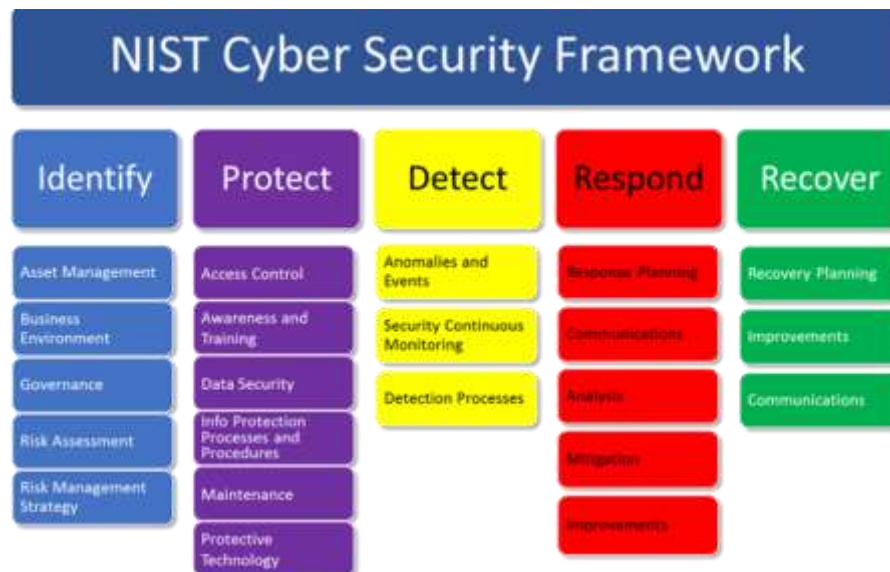 NIST Cyber Security Framework
Identify
Protect
Detect
Respond
Recover
Asset Management
Business
Environment
Governance
Risk Assessment
Risk Management
Strategy
Access Control
Awareness and
Training
Data Security
Info Protection
Processes and
Procedures
Maintenance
Protective
Technology
Anomalies and
Events
Security Continuous
Monitoring
Detection Processes
Response Planning
Communications
Analysis
Mitigation
Improvements
Recovery Planning
Improvements
Communications